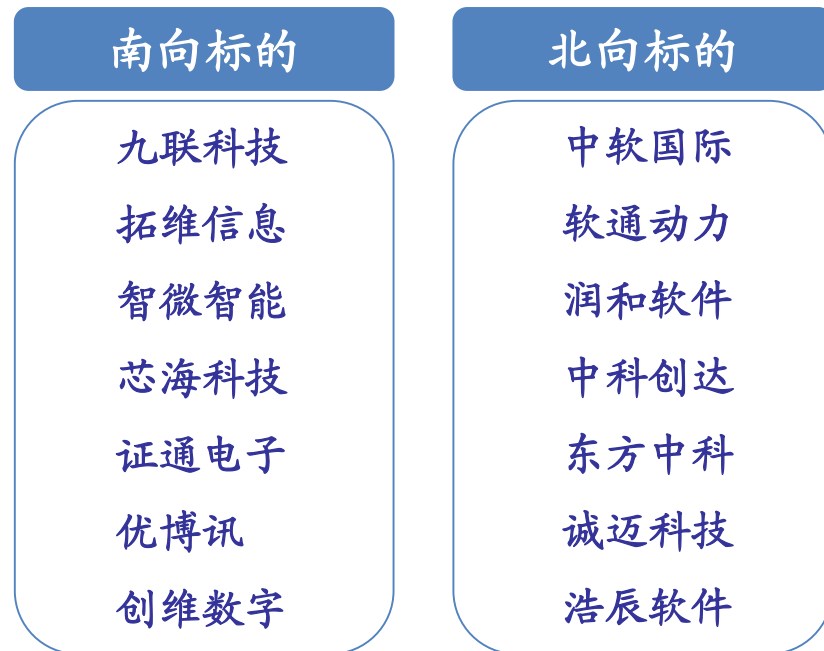 南向标的
九联科技
拓维信息
智微智能
芯海科技
证通电子
优博讯
创维数字
北向标的
中软国际
软通动力
润和软件
中科创达
东方中科
诚迈科技
浩辰软件